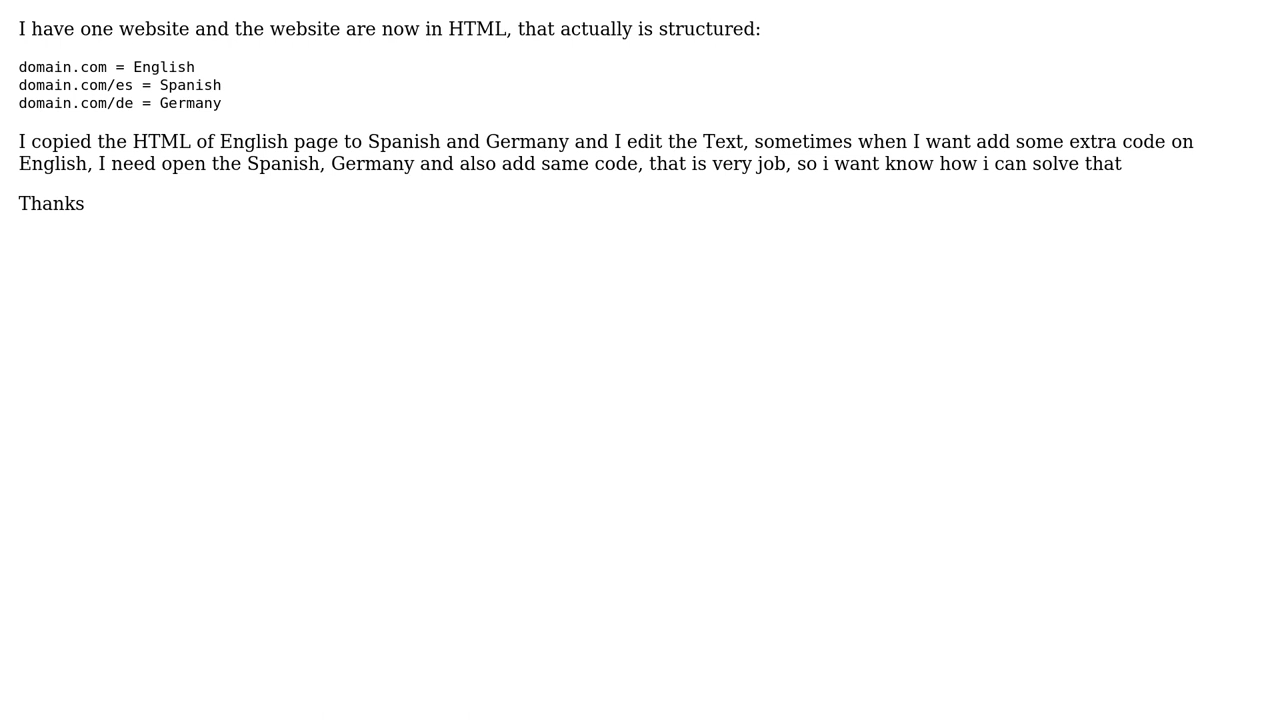 I have one website and the website are now in HTML, that actually is structured:
domain.com = English
domain.com/es = Spanish
domain.com/de = Germany
I copied the HTML of English page to Spanish and Germany and I edit the Text, sometimes when I want add some extra code on
English, I need open the Spanish, Germany and also add same code, that is very job, so i want know how i can solve that
Thanks